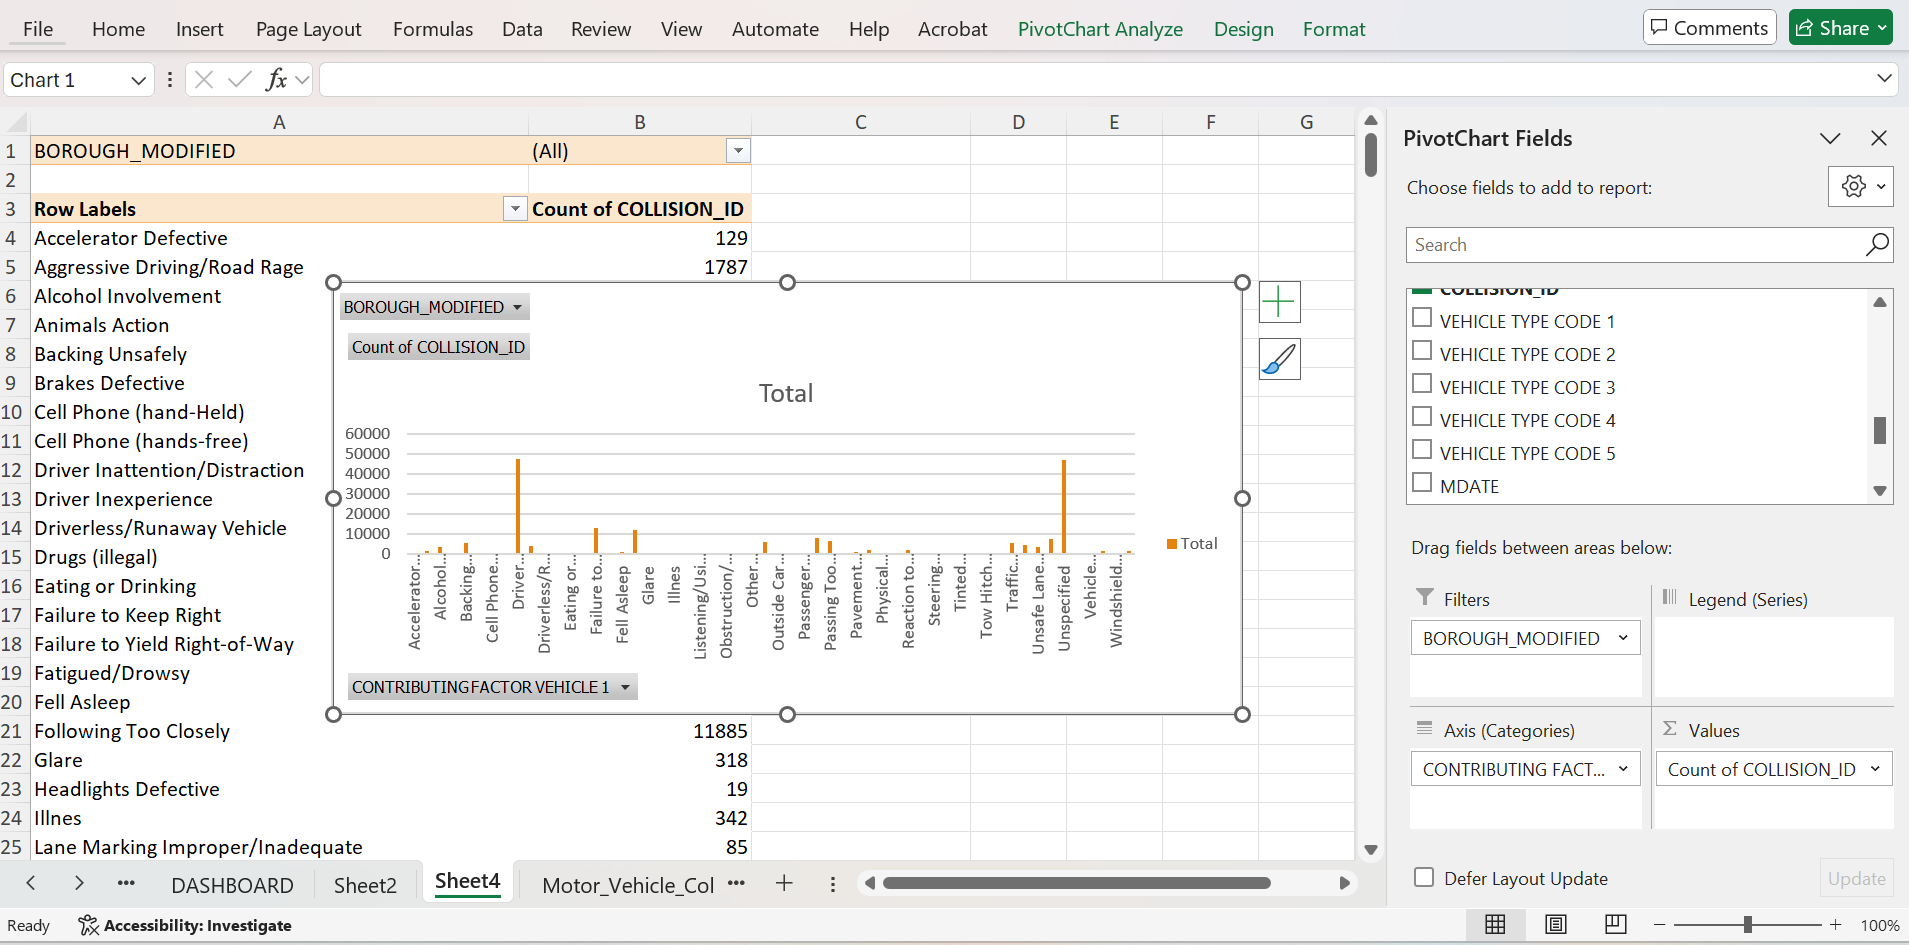 File Home Insert Page Layout Formulas Data Review View Automate Help Acrobat PivotChart Analyze Design Format Comments Share
Chart 1 fx
A B C D E F G
1 BOROUGH_MODIFIED (All)
2
3 Row Labels Count of COLLISION_ID
4 Accelerator Defective 129
5 Aggressive Driving/Road Rage 1787
6 Alcohol Involvement
7 Animals Action
8 Backing Unsafely
9 Brakes Defective
10 Cell Phone (hand-Held)
11 Cell Phone (hands-free)
12 Driver Inattention/Distraction
13 Driver Inexperience
14 Driverless/Runaway Vehicle
15 Drugs (illegal)
16 Eating or Drinking
17 Failure to Keep Right
18 Failure to Yield Right-of-Way
19 Fatigued/Drowsy
20 Fell Asleep
21 Following Too Closely 11885
22 Glare 318
23 Headlights Defective 19
24 Illnes 342
25 Lane Marking Improper/Inadequate 85
BOROUGH_MODIFIED
Count of COLLISION_ID
Total
60000
50000
40000
30000
20000
10000
0
Accelerator...
Alcohol...
Backing...
Cell Phone...
Driver...
Driverless/R...
Eating or...
Failure to...
Fell Asleep
Glare
Illnes
Listening/Usi...
Obstruction/...
Other...
Outside Car...
Passenger...
Passing Too...
Pavement...
Physical...
Reaction to...
Steering...
Tinted...
Tow Hitch...
Traffic...
Unsafe Lane...
Unspecified
Vehicle...
Windshield...
Total
CONTRIBUTING FACTOR VEHICLE 1
PivotChart Fields
Choose fields to add to report:
Search
COLLISION_ID
VEHICLE TYPE CODE 1
VEHICLE TYPE CODE 2
VEHICLE TYPE CODE 3
VEHICLE TYPE CODE 4
VEHICLE TYPE CODE 5
MDATE
Drag fields between areas below:
Filters
BOROUGH_MODIFIED
Legend (Series)
Axis (Categories)
CONTRIBUTING FACT...
Σ Values
Count of COLLISION_ID
Defer Layout Update Update
DASHBOARD Sheet2 Sheet4 Motor_Vehicle_Col ...
Ready Accessibility: Investigate 100%